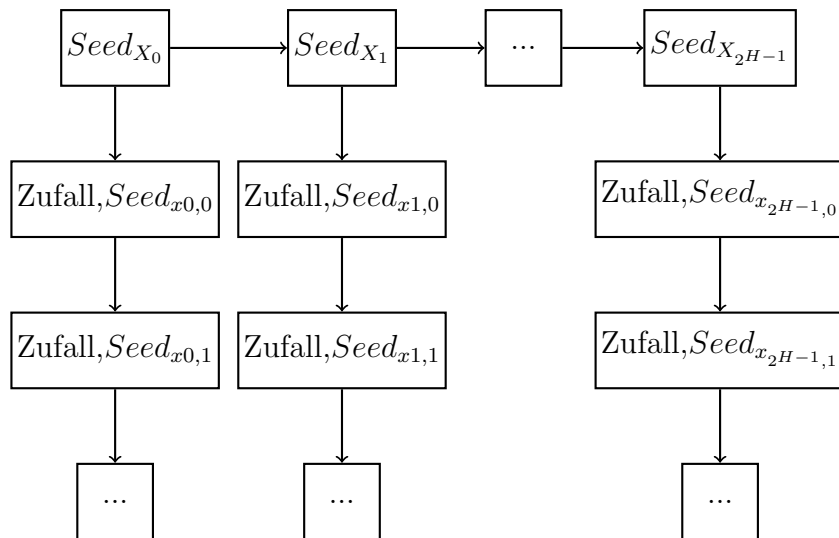 Seed_{X_0} Seed_{X_1} ... Seed_{X_{2^H-1}}
Zufall,Seed_{x0,0} Zufall,Seed_{x1,0} Zufall,Seed_{x_{2^H-1,0}}
Zufall,Seed_{x0,1} Zufall,Seed_{x1,1} Zufall,Seed_{x_{2^H-1,1}}
... ... ...